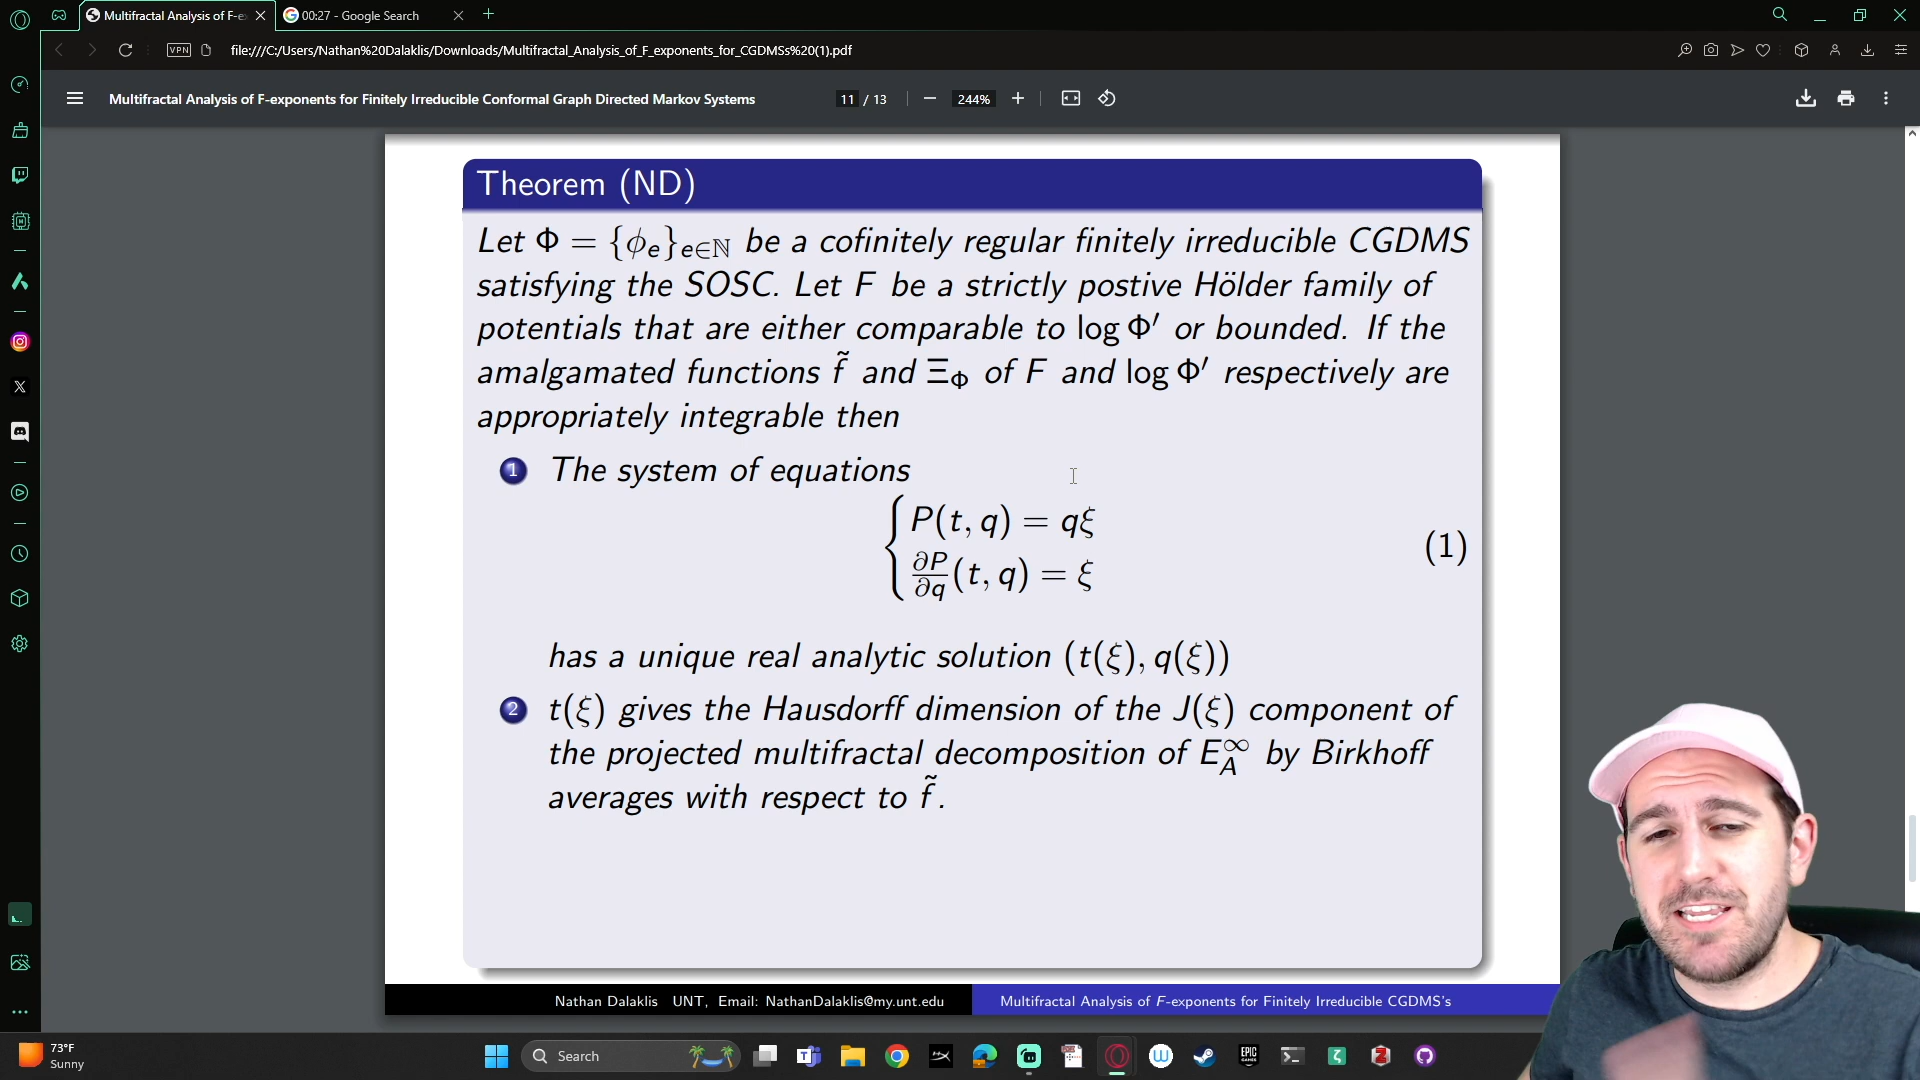 Multifractal Analysis of F-e
00:27 - Google Search
VPN
file:///C:/Users/Nathan%20Dalaklis/Downloads/Multifractal_Analysis_of_F_exponents_for_CGDMSs%20(1).pdf
Multifractal Analysis of F-exponents for Finitely Irreducible Conformal Graph Directed Markov Systems
11 / 13
244%
Theorem (ND)
Let Φ = {ϕₑ}ₑ∈ℕ be a cofinitely regular finitely irreducible CGDMS
satisfying the SOSC. Let F be a strictly postive Hölder family of
potentials that are either comparable to log Φ′ or bounded. If the
amalgamated functions f̃ and Ξ_Φ of F and log Φ′ respectively are
appropriately integrable then
1 The system of equations
{ P(t, q) = qξ
∂P/∂q (t, q) = ξ
(1)
has a unique real analytic solution (t(ξ), q(ξ))
2 t(ξ) gives the Hausdorff dimension of the J(ξ) component of
the projected multifractal decomposition of E_A^∞ by Birkhoff
averages with respect to f̃.
Nathan Dalaklis UNT, Email: NathanDalaklis@my.unt.edu
Multifractal Analysis of F-exponents for Finitely Irreducible CGDMS's
73°F
Sunny
Search
EPIC
GAMES